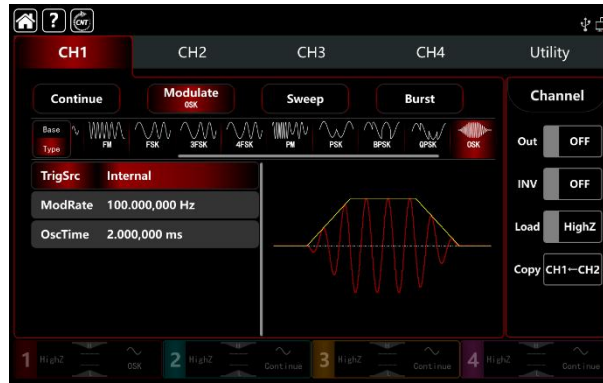 ? CNT
CH1 CH2 CH3 CH4 Utility
Continue Modulate OSK Sweep Burst Channel
Base
Type FM FSK 3FSK 4FSK PWM PSK BPSK QPSK OSK
Out OFF
TrigSrc Internal
ModRate 100.000,000 Hz
INV OFF
OscTime 2.000,000 ms
Load HighZ
Copy CH1←CH2
1 HighZ OSK 2 HighZ Continue 3 HighZ Continue 4 HighZ Continue